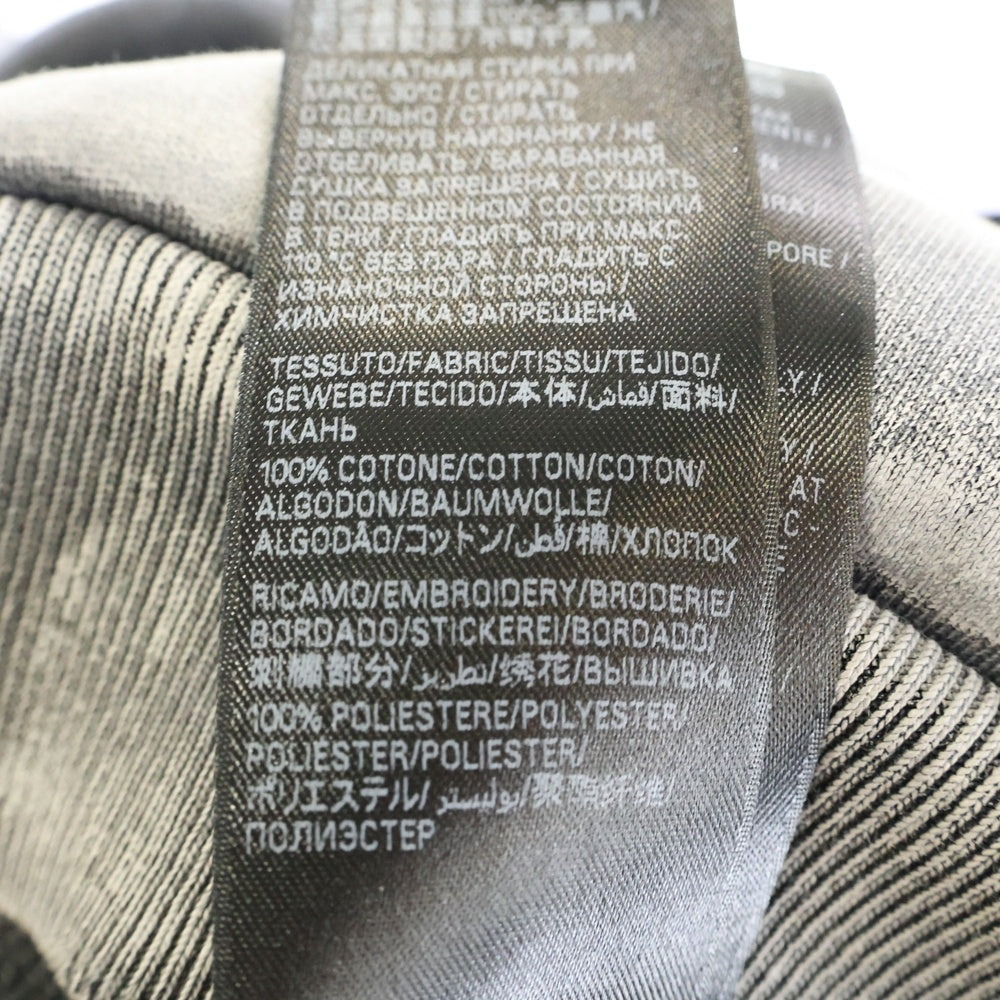 ДЕЛИКАТНАЯ СТИРКА ПРИ
МАКС. 30°C / СТИРАТЬ
ОТДЕЛЬНО / СТИРАТЬ
ВЫВЕРНУВ НАИЗНАНКУ / НЕ
ОТБЕЛИВАТЬ / БАРАБАННАЯ
СУШКА ЗАПРЕЩЕНА / СУШИТЬ
В ПОДВЕШЕННОМ СОСТОЯНИИ
В ТЕНИ / ГЛАДИТЬ ПРИ МАКС
110 °C БЕЗ ПАРА / ГЛАДИТЬ С
ИЗНАНОЧНОЙ СТОРОНЫ /
ХИМЧИСТКА ЗАПРЕЩЕНА
TESSUTO/FABRIC/TISSU/TEJIDO/
GEWEBE/TECIDO/本体/قماش/面料/
ТКАНЬ
100% COTONE/COTTON/COTON/
ALGODON/BAUMWOLLE/
ALGODÃO/コットン/قطن/棉/ХЛОПОК
RICAMO/EMBROIDERY/BRODERIE/
BORDADO/STICKEREI/BORDADO/
刺繍部分/تطريز/绣花/ВЫШИВКА
100% POLIESTERE/POLYESTER/
POLIESTER/POLIESTER/
ポリエステル/بوليستر/聚酯纤维/
ПОЛИЭСТЕР
PORE /
LY /
Y /
AT